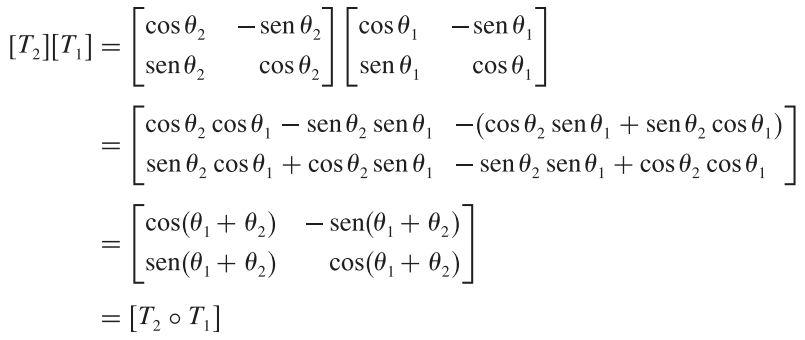 [T₂][T₁] = [cos θ₂ − sen θ₂] [cos θ₁ − sen θ₁]
[sen θ₂ cos θ₂] [sen θ₁ cos θ₁]
= [cos θ₂ cos θ₁ − sen θ₂ sen θ₁ −(cos θ₂ sen θ₁ + sen θ₂ cos θ₁)]
[sen θ₂ cos θ₁ + cos θ₂ sen θ₁ − sen θ₂ sen θ₁ + cos θ₂ cos θ₁]
= [cos(θ₁ + θ₂) − sen(θ₁ + θ₂)]
[sen(θ₁ + θ₂) cos(θ₁ + θ₂)]
= [T₂ ∘ T₁]